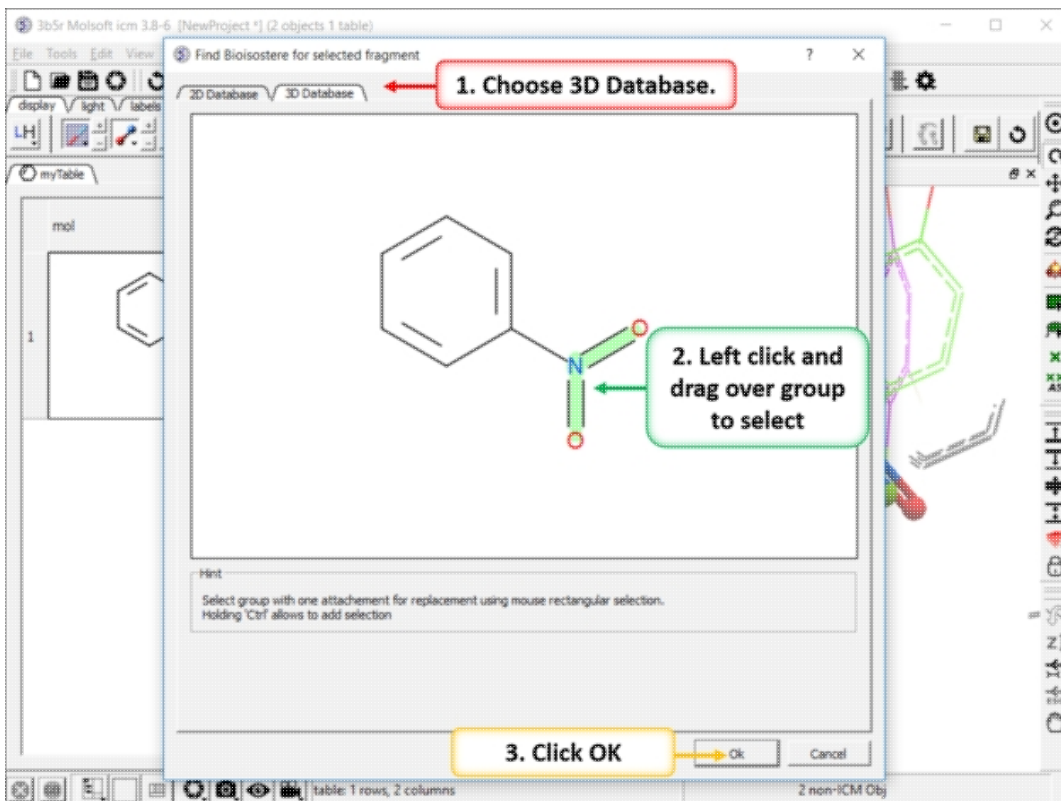 3b5r Molsoft icm 3.8-6 [NewProject *] (2 objects 1 table)
File Tools Edit View
Find Bioisostere for selected fragment
? 
1. Choose 3D Database.
2D Database 3D Database
display light labels
LH
myTable
mol
1
N
O
O
2. Left click and
drag over group
to select
Hint
Select group with one attachement for replacement using mouse rectangular selection.
Holding 'Ctrl' allows to add selection
3. Click OK
Ok Cancel
table: 1 rows, 2 columns
2 non-ICM Obj